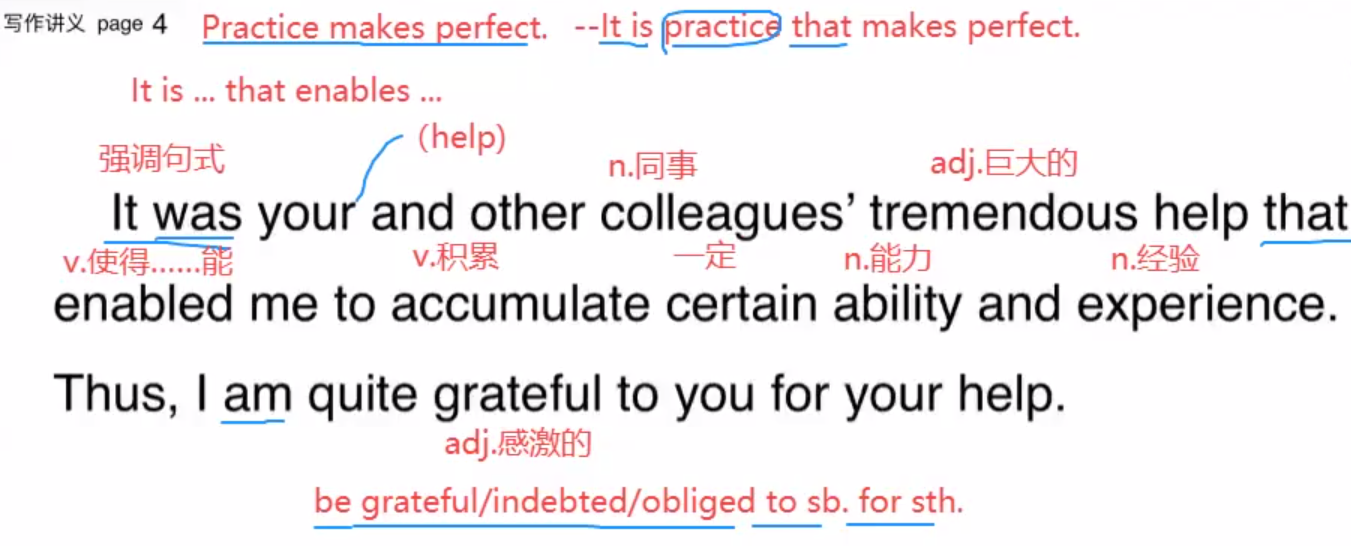 写作讲义 page 4 Practice makes perfect. --It is practice that makes perfect.
It is ... that enables ...
(help)
强调句式 n.同事 adj.巨大的
It was your and other colleagues’ tremendous help that
v.使得......能 v.积累 一定 n.能力 n.经验
enabled me to accumulate certain ability and experience.
Thus, I am quite grateful to you for your help.
adj.感激的
be grateful/indebted/obliged to sb. for sth.